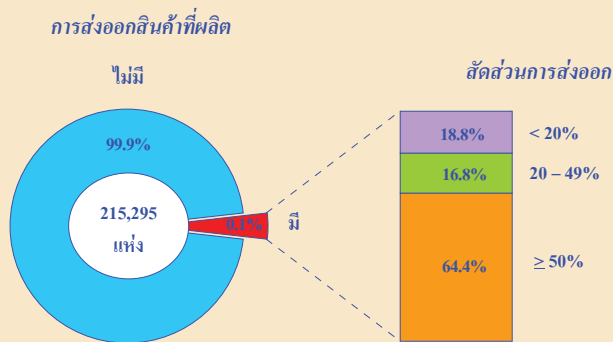 การส่งออกสินค้าที่ผลิต
ไม่มี
99.9%
215,295
แห่ง
0.1%
มี
สัดส่วนการส่งออก
18.8%
< 20%
16.8%
20 – 49%
64.4%
≥ 50%